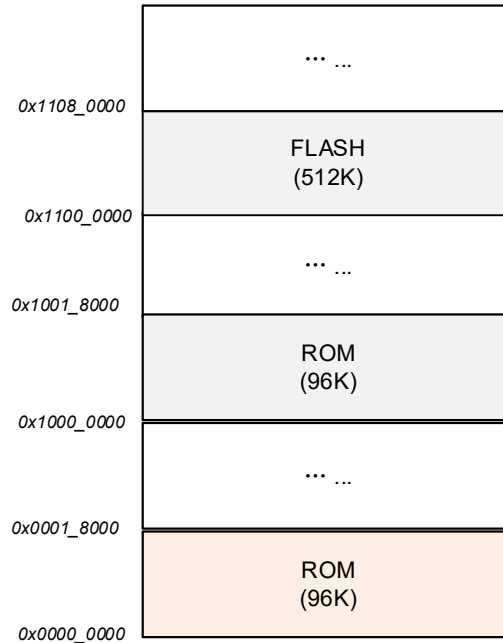 ... ...
0x1108_0000
FLASH
(512K)
0x1100_0000
... ...
0x1001_8000
ROM
(96K)
0x1000_0000
... ...
0x0001_8000
ROM
(96K)
0x0000_0000